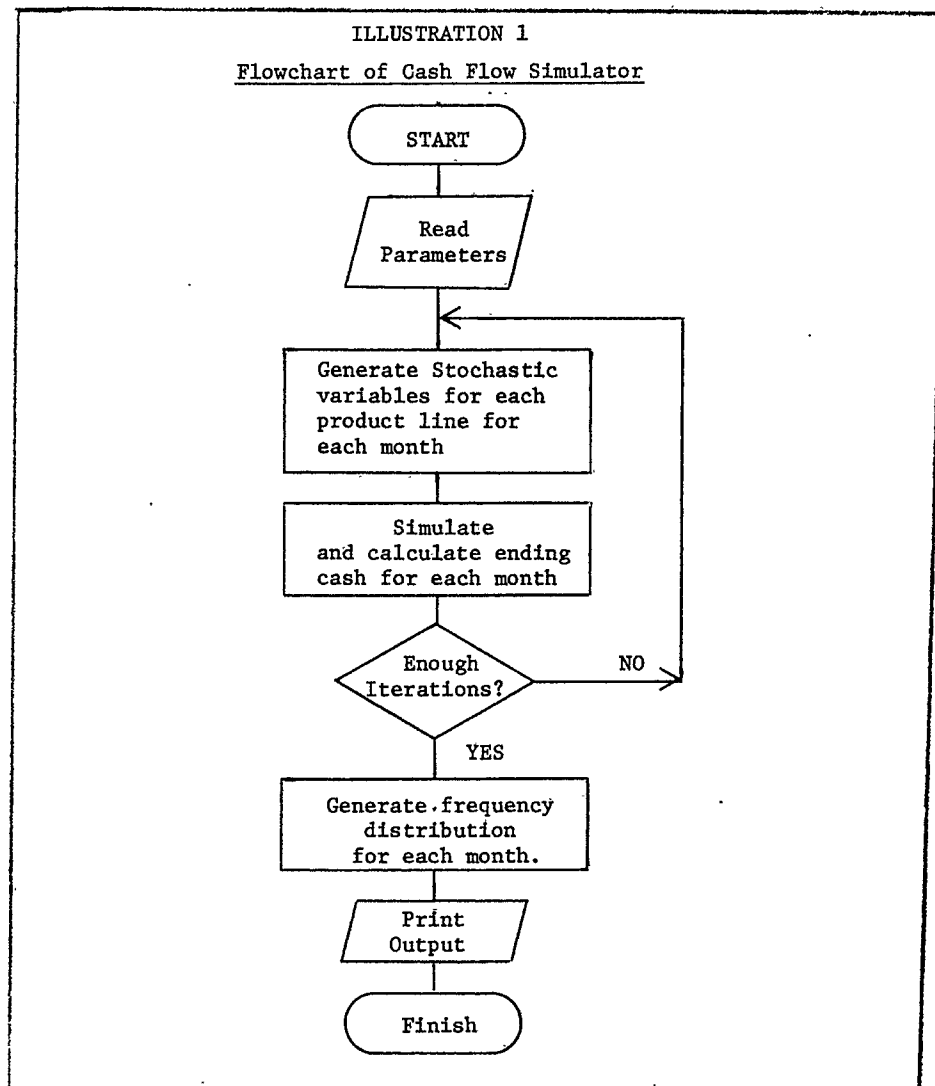 ILLUSTRATION 1
Flowchart of Cash Flow Simulator
START
Read
Parameters
Generate Stochastic
variables for each
product line for
each month
Simulate
and calculate ending
cash for each month
Enough
Iterations?
NO
YES
Generate frequency
distribution
for each month.
Print
Output
Finish